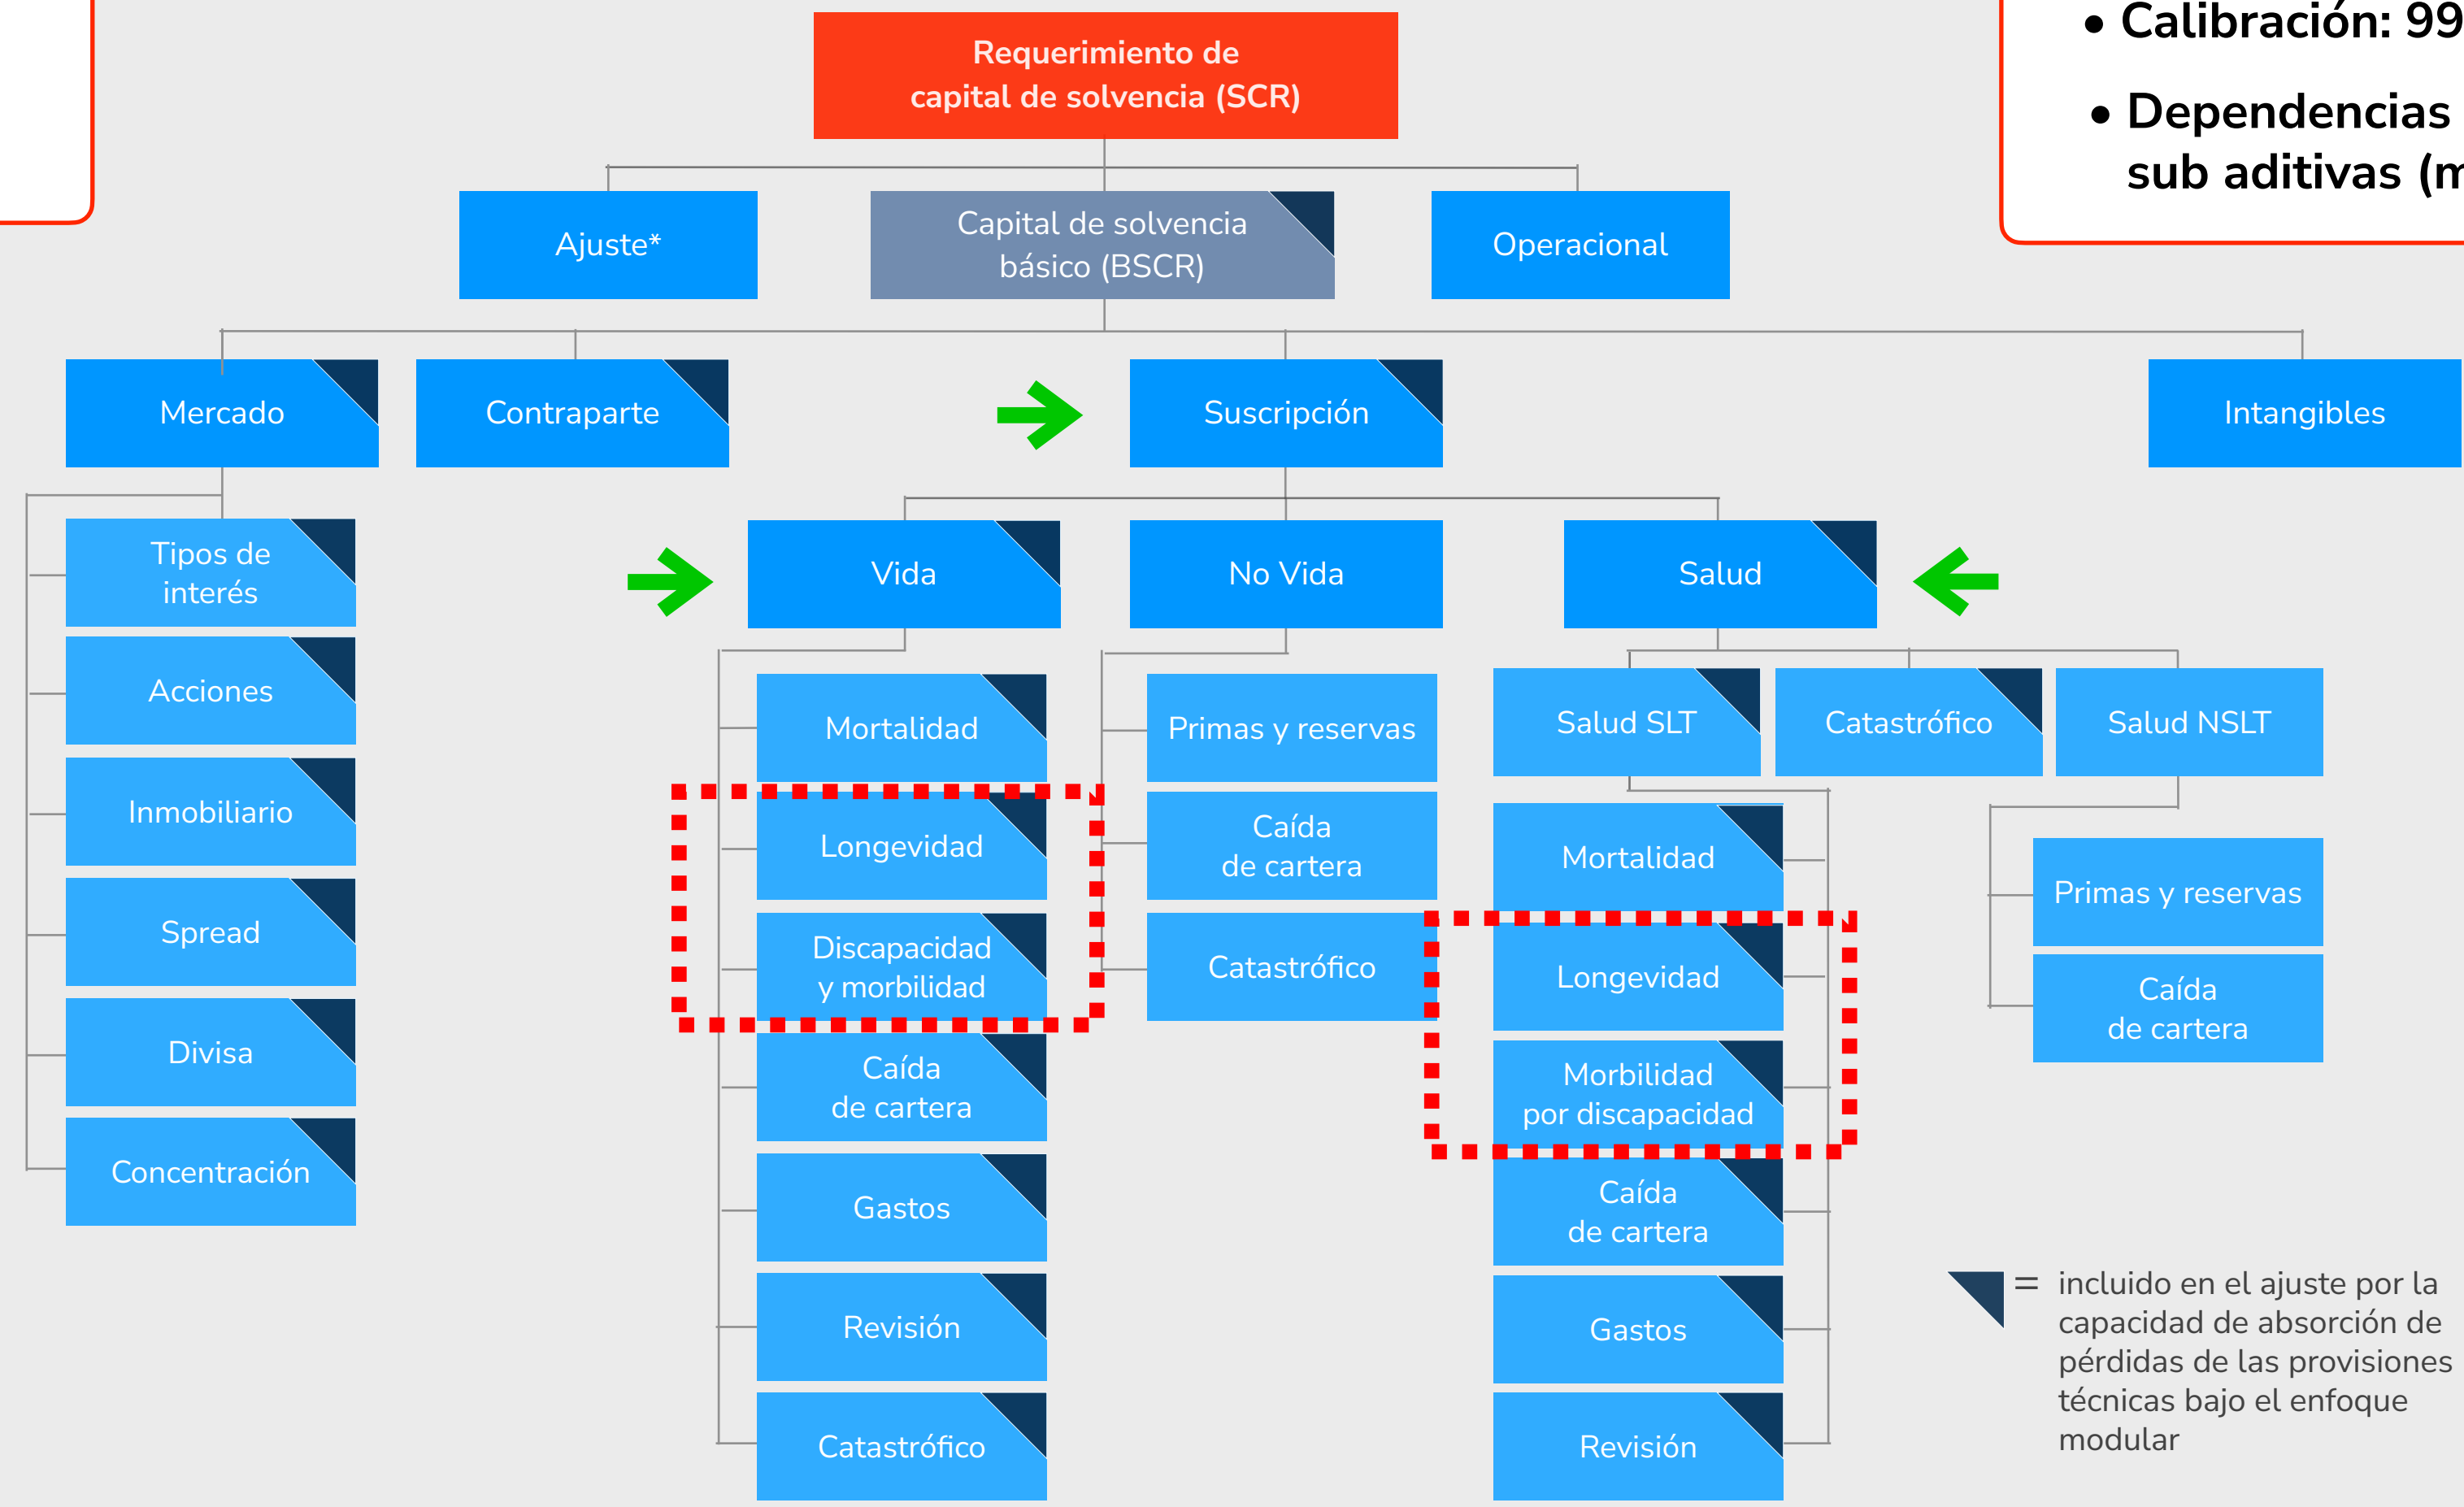 • Calibración: 99
• Dependencias
sub aditivas (m
Requerimiento de
capital de solvencia (SCR)
Ajuste*
Capital de solvencia
básico (BSCR)
Operacional
Mercado
Contraparte
Suscripción
Intangibles
Tipos de
interés
Acciones
Inmobiliario
Spread
Divisa
Concentración
Vida
No Vida
Salud
Mortalidad
Longevidad
Discapacidad
y morbilidad
Caída
de cartera
Gastos
Revisión
Catastrófico
Primas y reservas
Caída
de cartera
Catastrófico
Salud SLT
Catastrófico
Salud NSLT
Mortalidad
Longevidad
Morbilidad
por discapacidad
Caída
de cartera
Gastos
Revisión
Primas y reservas
Caída
de cartera
= incluido en el ajuste por la
capacidad de absorción de
pérdidas de las provisiones
técnicas bajo el enfoque
modular